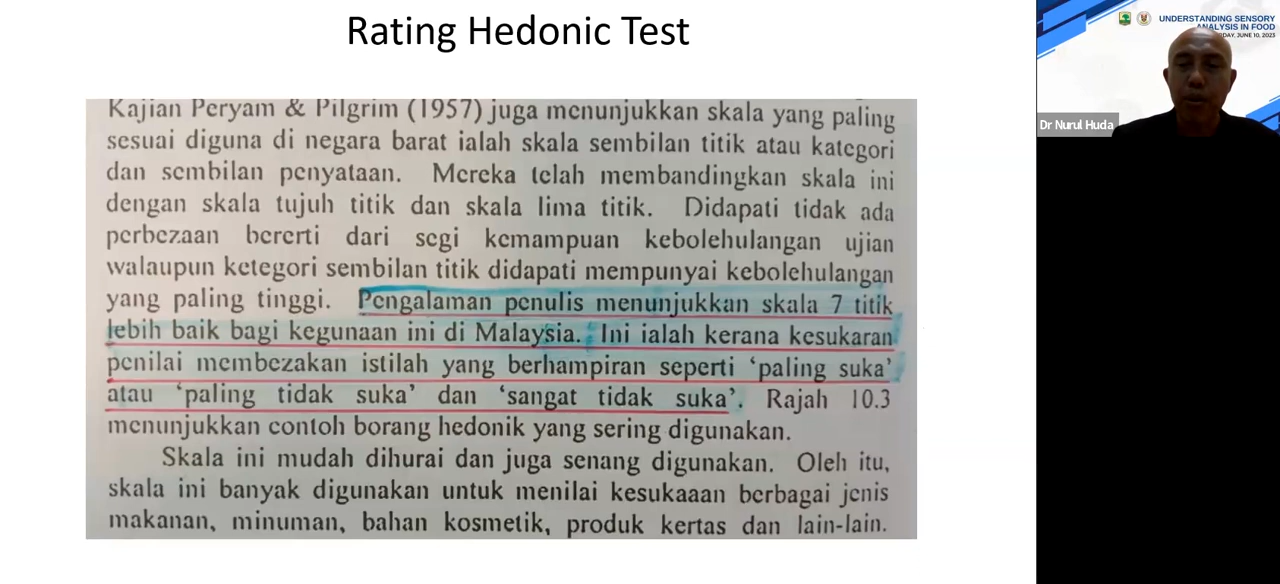 Rating Hedonic Test
Kajian Peryam & Pilgrim (1957) juga menunjukkan skala yang paling
sesuai diguna di negara barat ialah skala sembilan titik atau kategori
dan sembilan penyataan. Mereka telah membandingkan skala ini
dengan skala tujuh titik dan skala lima titik. Didapati tidak ada
perbezaan bererti dari segi kemampuan kebolehulangan ujian
walaupun ketegori sembilan titik didapati mempunyai kebolehulangan
yang paling tinggi. Pengalaman penulis menunjukkan skala 7 titik
lebih baik bagi kegunaan ini di Malaysia. Ini ialah kerana kesukaran
penilai membezakan istilah yang berhampiran seperti ‘paling suka’
atau ‘paling tidak suka’ dan ‘sangat tidak suka’. Rajah 10.3
menunjukkan contoh borang hedonik yang sering digunakan.
Skala ini mudah dihurai dan juga senang digunakan. Oleh itu,
skala ini banyak digunakan untuk menilai kesukaaan berbagai jenis
makanan, minuman, bahan kosmetik, produk kertas dan lain-lain.
UNDERSTANDING SENSORY
ANALYSIS IN FOOD
JUNE 10, 2023
Dr Nurul Huda